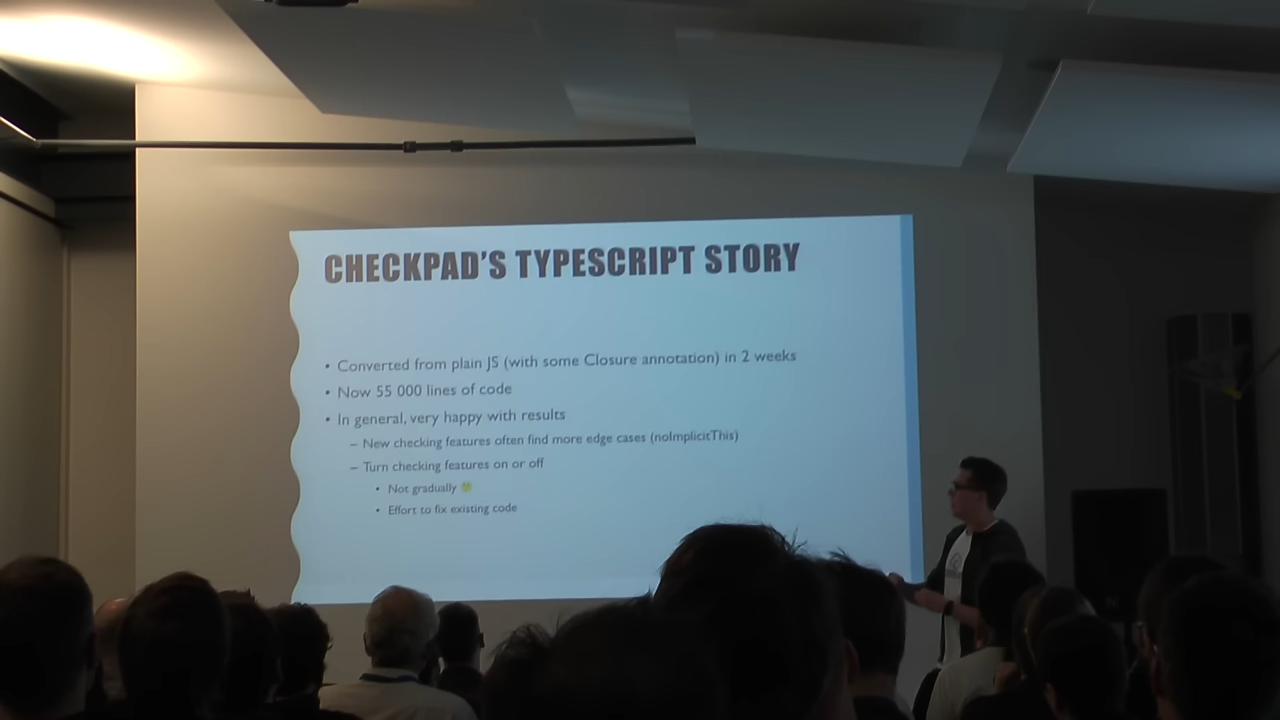 CHECKPAD'S TYPESCRIPT STORY
• Converted from plain JS (with some Closure annotation) in 2 weeks
• Now 55 000 lines of code
• In general, very happy with results
– New checking features often find more edge cases (noImplicitThis)
– Turn checking features on or off
• Not gradually
• Effort to fix existing code